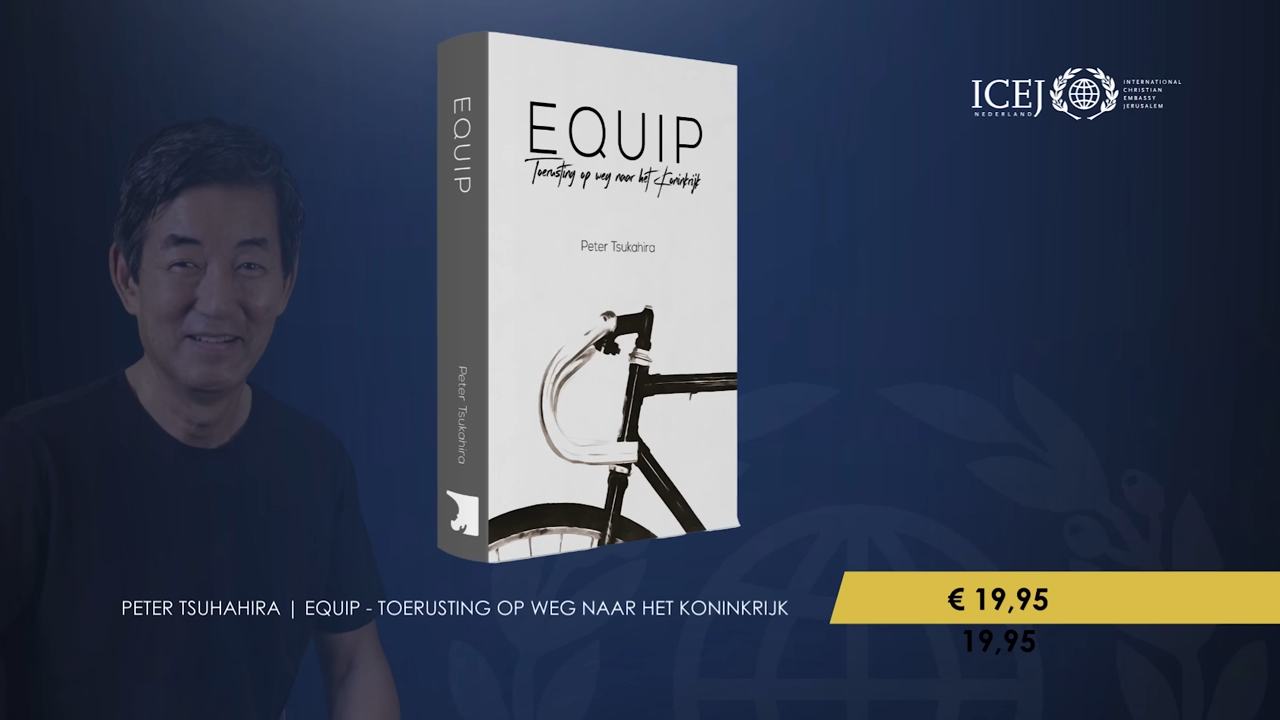 EQUIP
Peter Tsukahira
EQUIP
Toerusting op weg naar het Koninkrijk
Peter Tsukahira
ICEJ
NEDERLAND
INTERNATIONAL
CHRISTIAN
EMBASSY
JERUSALEM
PETER TSUHAHIRA | EQUIP - TOERUSTING OP WEG NAAR HET KONINKRIJK
€ 19,95
19,95